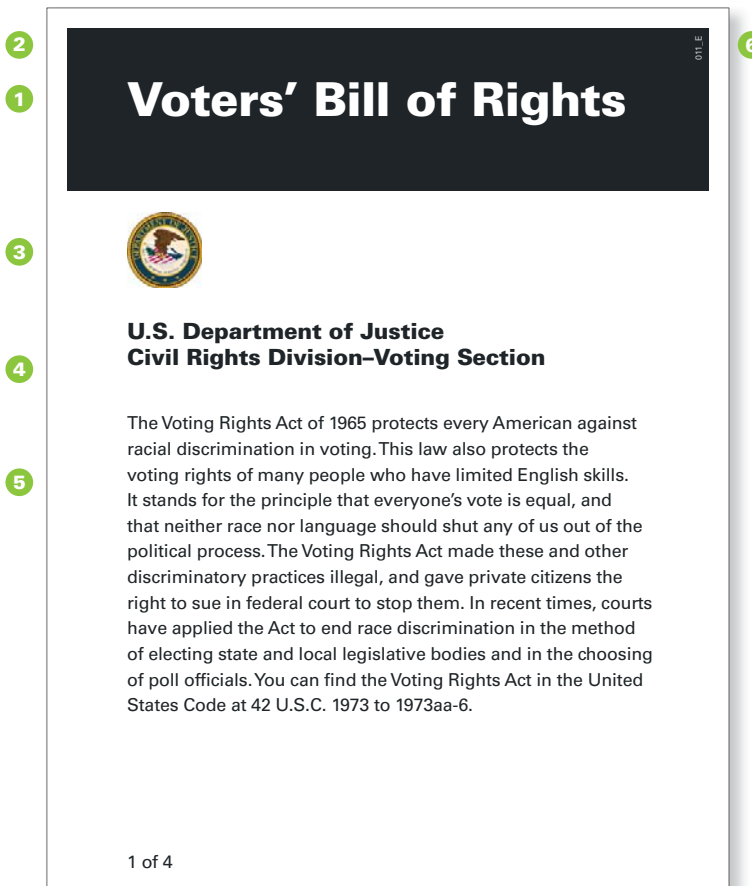 2
011_E
6
1
Voters’ Bill of Rights
3
DEPARTMENT OF JUSTICE
U.S. Department of Justice
Civil Rights Division–Voting Section
4
The Voting Rights Act of 1965 protects every American against
racial discrimination in voting. This law also protects the
voting rights of many people who have limited English skills.
5
It stands for the principle that everyone’s vote is equal, and
that neither race nor language should shut any of us out of the
political process. The Voting Rights Act made these and other
discriminatory practices illegal, and gave private citizens the
right to sue in federal court to stop them. In recent times, courts
have applied the Act to end race discrimination in the method
of electing state and local legislative bodies and in the choosing
of poll officials. You can find the Voting Rights Act in the United
States Code at 42 U.S.C. 1973 to 1973aa-6.
1 of 4